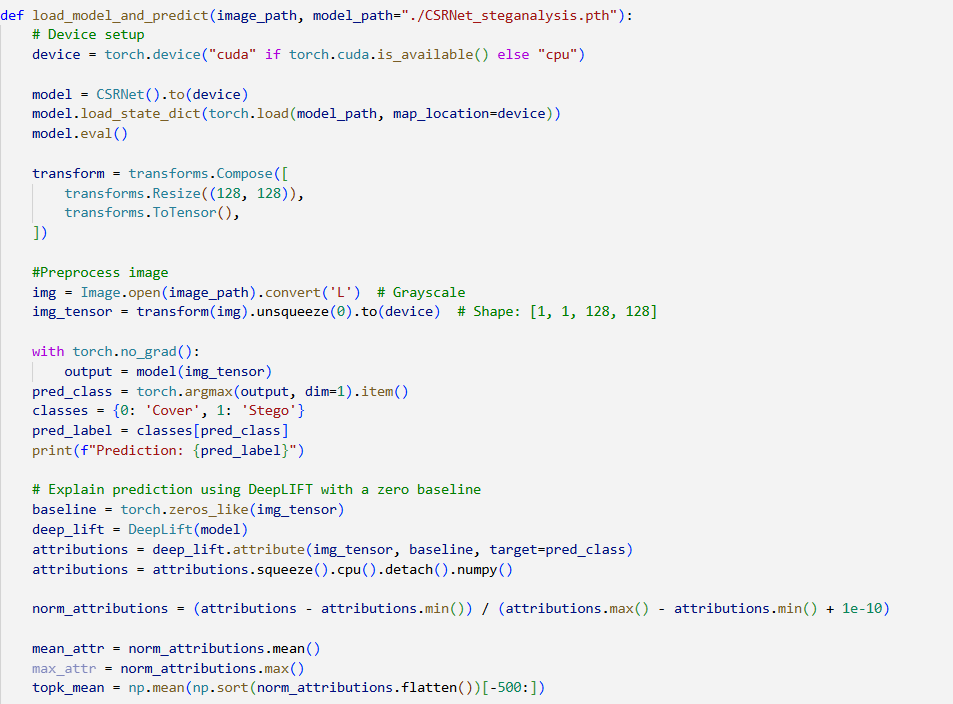 def load_model_and_predict(image_path, model_path="./CSRNet_steganalysis.pth"):
    # Device setup
    device = torch.device("cuda" if torch.cuda.is_available() else "cpu")

    model = CSRNet().to(device)
    model.load_state_dict(torch.load(model_path, map_location=device))
    model.eval()

    transform = transforms.Compose([
        transforms.Resize((128, 128)),
        transforms.ToTensor(),
    ])

    #Preprocess image
    img = Image.open(image_path).convert('L')  # Grayscale
    img_tensor = transform(img).unsqueeze(0).to(device)  # Shape: [1, 1, 128, 128]

    with torch.no_grad():
        output = model(img_tensor)
    pred_class = torch.argmax(output, dim=1).item()
    classes = {0: 'Cover', 1: 'Stego'}
    pred_label = classes[pred_class]
    print(f"Prediction: {pred_label}")

    # Explain prediction using DeepLIFT with a zero baseline
    baseline = torch.zeros_like(img_tensor)
    deep_lift = DeepLift(model)
    attributions = deep_lift.attribute(img_tensor, baseline, target=pred_class)
    attributions = attributions.squeeze().cpu().detach().numpy()

    norm_attributions = (attributions - attributions.min()) / (attributions.max() - attributions.min() + 1e-10)

    mean_attr = norm_attributions.mean()
    max_attr = norm_attributions.max()
    topk_mean = np.mean(np.sort(norm_attributions.flatten())[-500:])